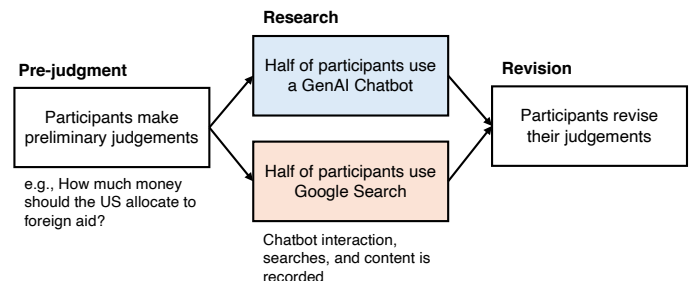 Research
Pre-judgment
Half of participants use
a GenAI Chatbot
Revision
Participants make
preliminary judgements
Participants revise
their judgements
e.g., How much money
should the US allocate to
foreign aid?
Half of participants use
Google Search
Chatbot interaction,
searches, and content is
recorded